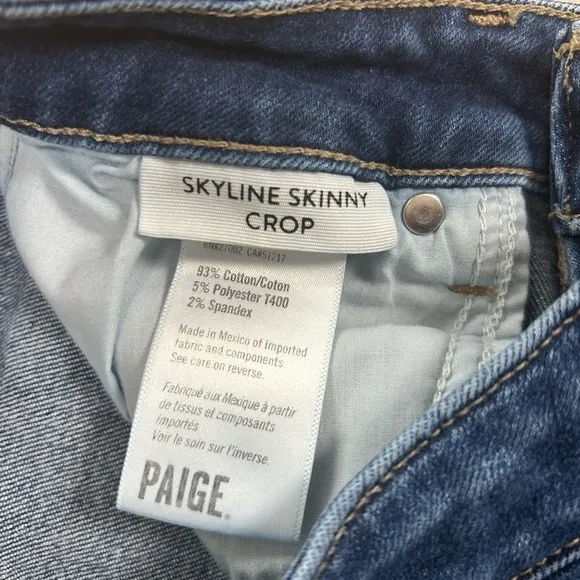 SKYLINE SKINNY
CROP
RN#27002 CA#51217
93% Cotton/Coton
5% Polyester T400
2% Spandex
Made in Mexico of Imported
fabric and components.
See care on reverse.
Fabriqué aux Mexique à partir
de tissus et composants
importés
Voir le soin sur l'inverse.
PAIGE.